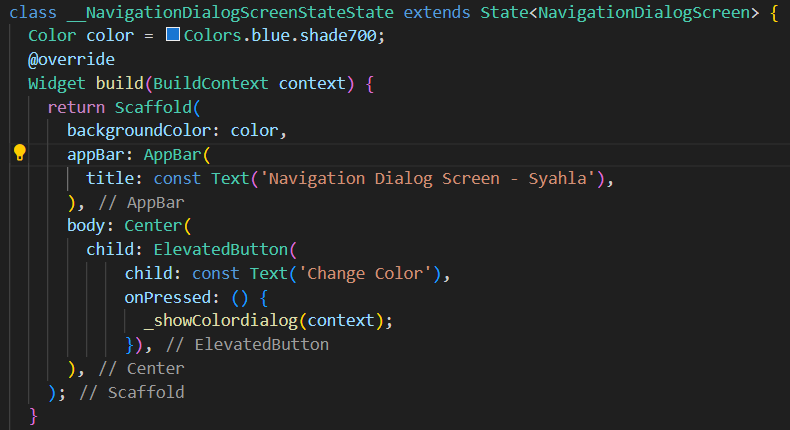 class __NavigationDialogScreenStateState extends State<NavigationDialogScreen> {
  Color color = Colors.blue.shade700;
  @override
  Widget build(BuildContext context) {
    return Scaffold(
      backgroundColor: color,
      appBar: AppBar(
        title: const Text('Navigation Dialog Screen - Syahla'),
      ), // AppBar
      body: Center(
        child: ElevatedButton(
            child: const Text('Change Color'),
            onPressed: () {
              _showColordialog(context);
            }), // ElevatedButton
      ), // Center
    ); // Scaffold
  }